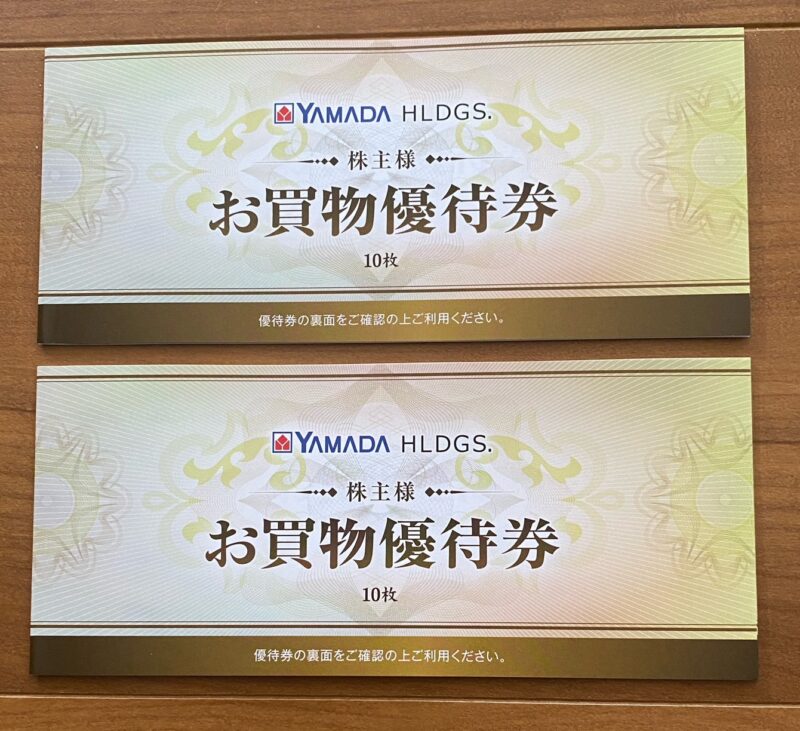 YAMADA HLDGS.
株主様
お買物優待券
10枚
優待券の裏面をご確認の上ご利用ください。
YAMADA HLDGS.
株主様
お買物優待券
10枚
優待券の裏面をご確認の上ご利用ください。